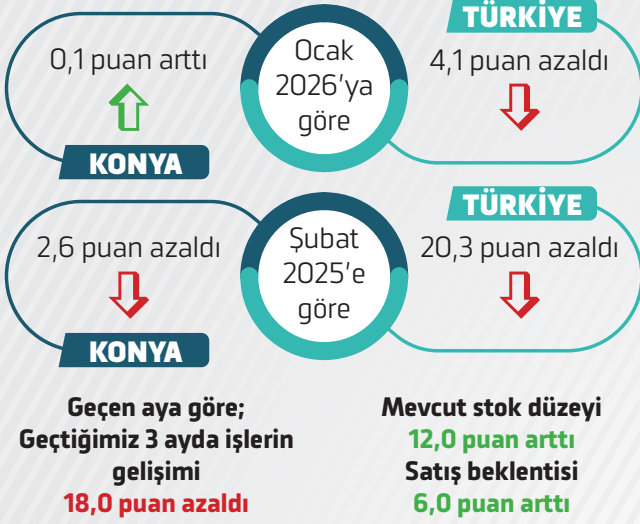 0,1 puan arttı
KONYA
Ocak
2026'ya
göre
TÜRKİYE
4,1 puan azaldı
2,6 puan azaldı
KONYA
Şubat
2025'e
göre
TÜRKİYE
20,3 puan azaldı
Geçen aya göre;
Geçtiğimiz 3 ayda işlerin
gelişimi
18,0 puan azaldı
Mevcut stok düzeyi
12,0 puan arttı
Satış beklentisi
6,0 puan arttı